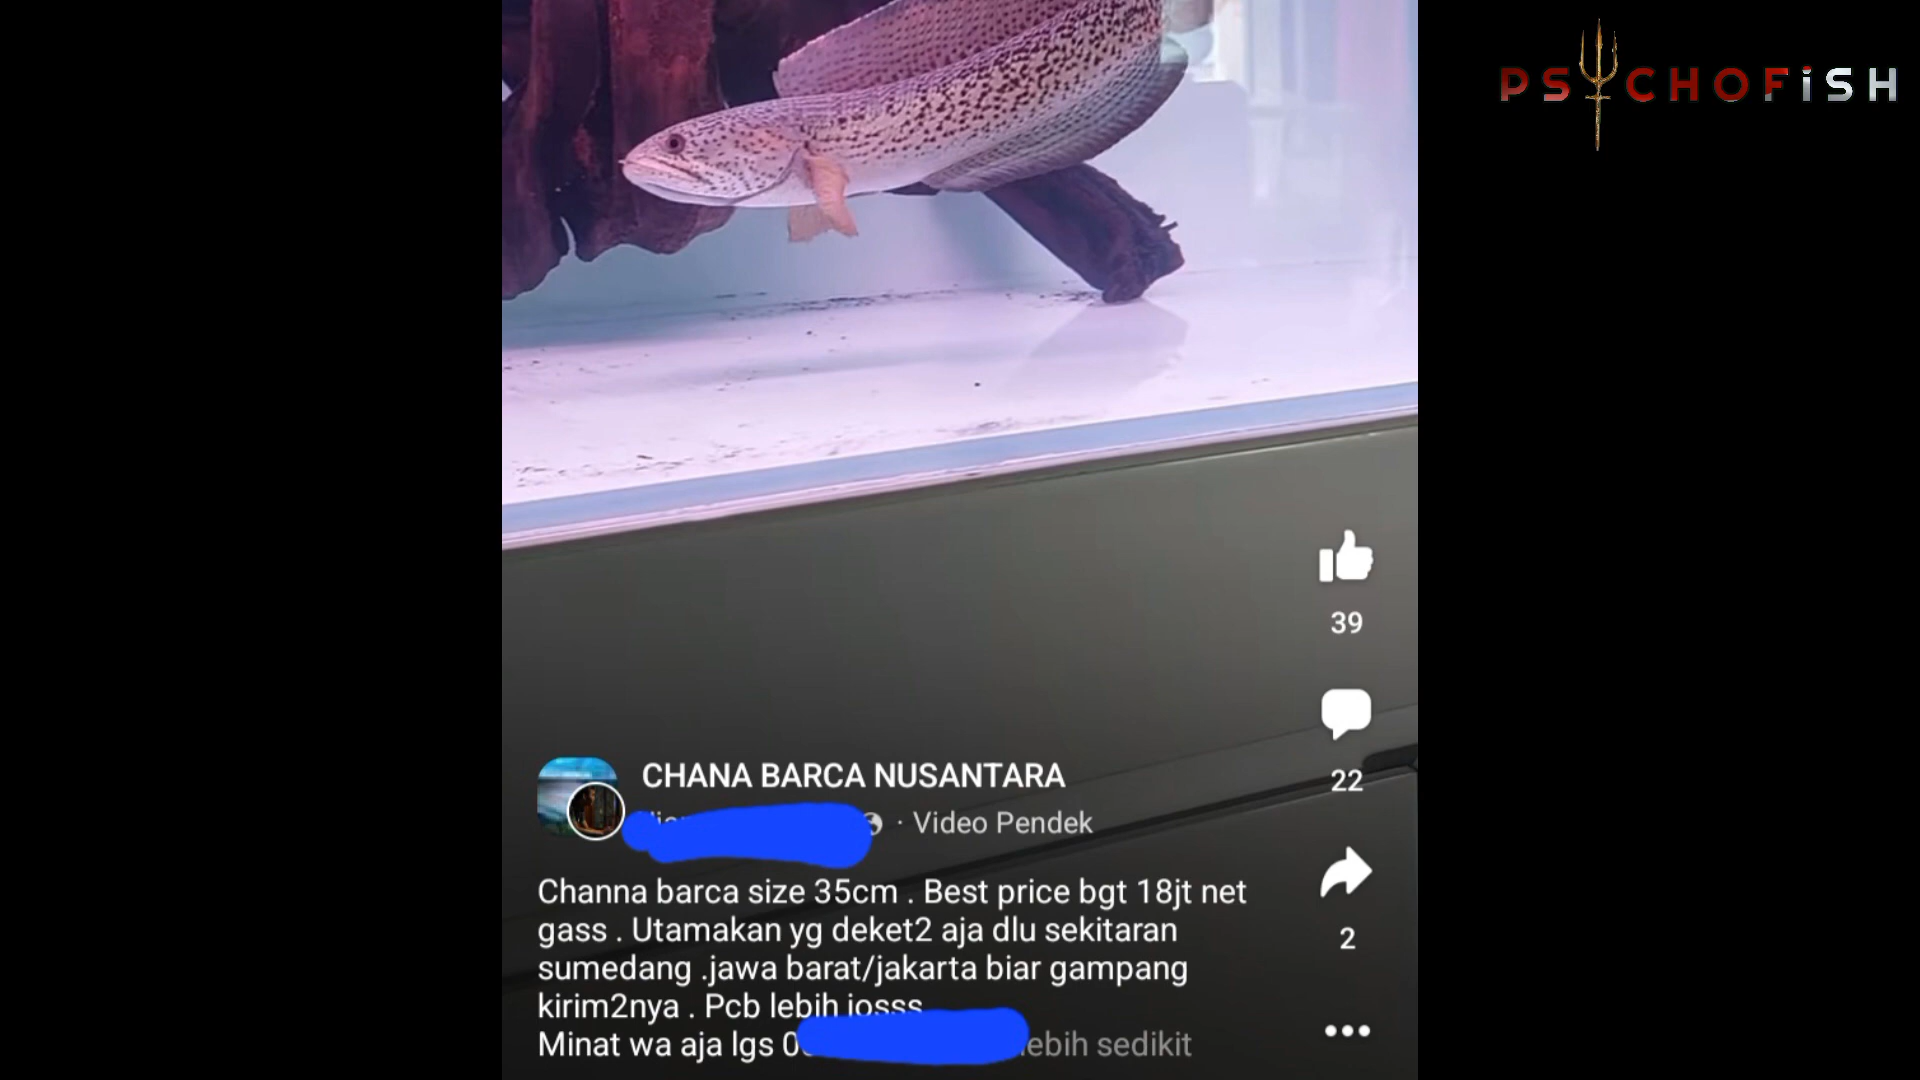 PSYCHOFiSH
39
22
CHANA BARCA NUSANTARA
· Video Pendek
Channa barca size 35cm . Best price bgt 18jt net
gass . Utamakan yg deket2 aja dlu sekitaran
sumedang .jawa barat/jakarta biar gampang
kirim2nya . Pcb lebih josss
2
Minat wa aja lgs 0 ebih sedikit